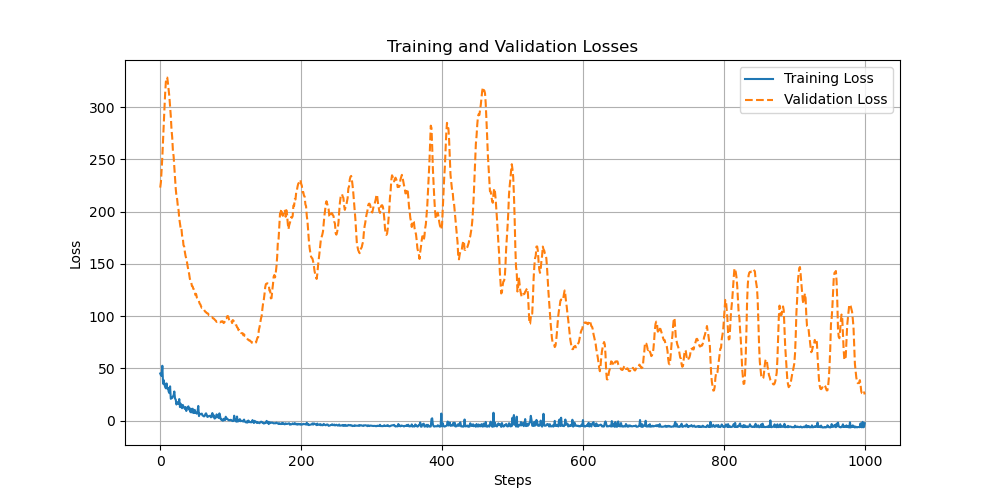 Training and Validation Losses
Training Loss
Validation Loss
Loss
300
250
200
150
100
50
0
0 200 400 600 800 1000
Steps